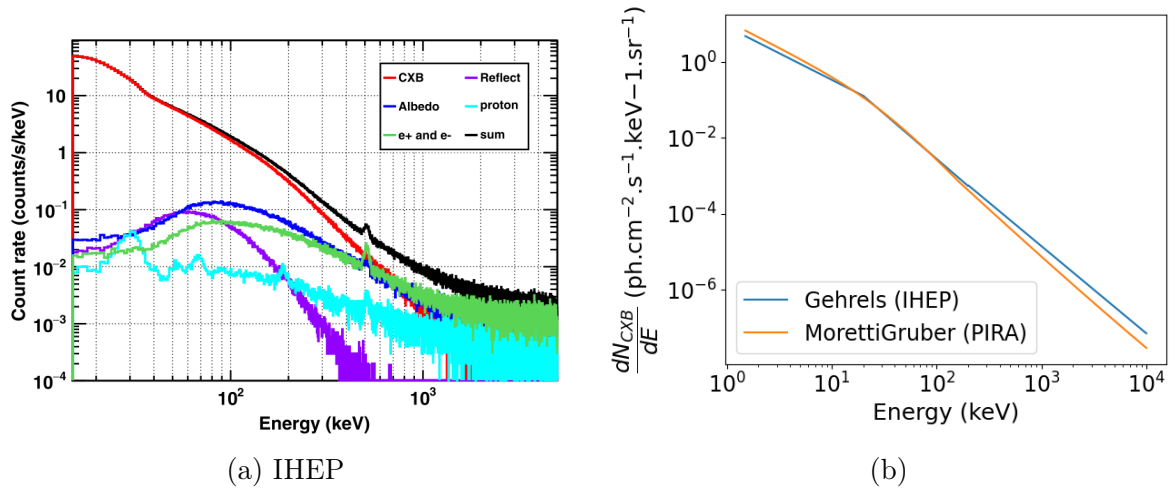 Count rate (counts/s/keV)
10
1
10⁻¹
10⁻²
10⁻³
10⁻⁴
CXB
Reflect
Albedo
proton
e+ and e-
sum
10²
10³
Energy (keV)
(a) IHEP
dN_CXB/dE (ph.cm⁻².s⁻¹.keV−1.sr⁻¹)
10⁰
10⁻²
10⁻⁴
10⁻⁶
Gehrels (IHEP)
MorettiGruber (PIRA)
10⁰
10¹
10²
10³
10⁴
Energy (keV)
(b)